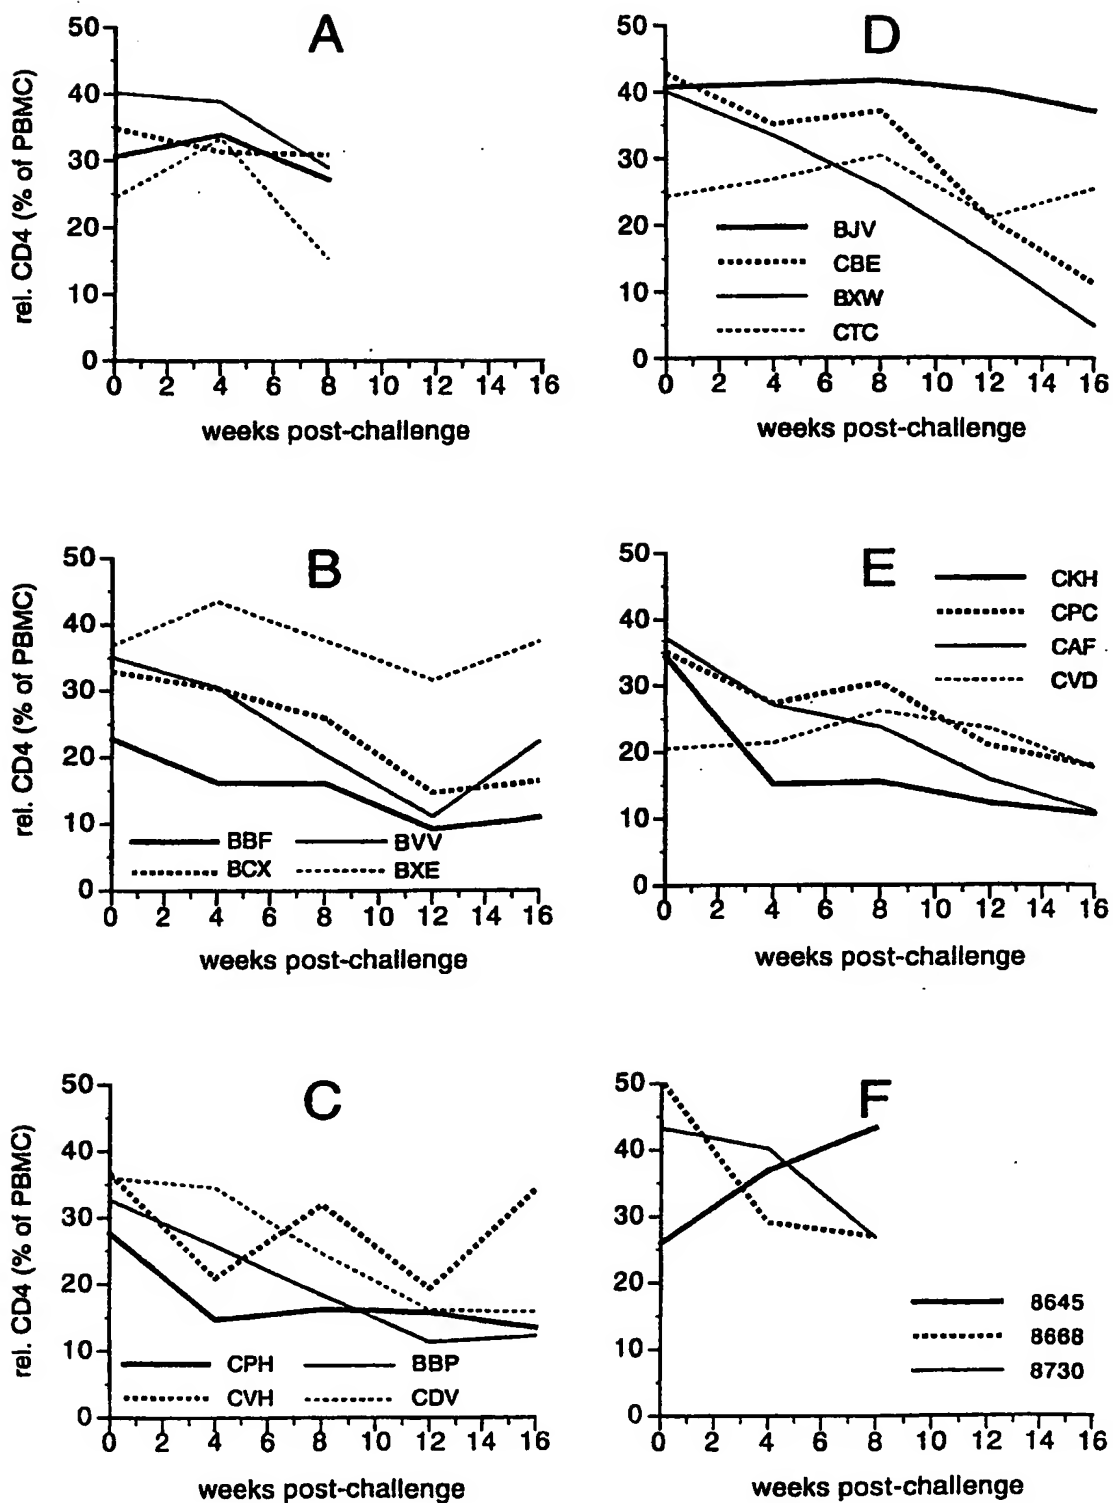 A
rel. CD4 (% of PBMC)
50
40
30
20
10
0
0 2 4 6 8 10 12 14 16
weeks post-challenge
D
50
40
30
20
10
0
BJV
CBE
BXW
CTC
0 2 4 6 8 10 12 14 16
weeks post-challenge
B
rel. CD4 (% of PBMC)
50
40
30
20
10
0
BBF BVV
BCX BXE
0 2 4 6 8 10 12 14 16
weeks post-challenge
E
50
40
30
20
10
0
CKH
CPC
CAF
CVD
0 2 4 6 8 10 12 14 16
weeks post-challenge
C
rel. CD4 (% of PBMC)
50
40
30
20
10
0
CPH BBP
CVH CDV
0 2 4 6 8 10 12 14 16
weeks post-challenge
F
50
40
30
20
10
0
8645
8668
8730
0 2 4 6 8 10 12 14 16
weeks post-challenge